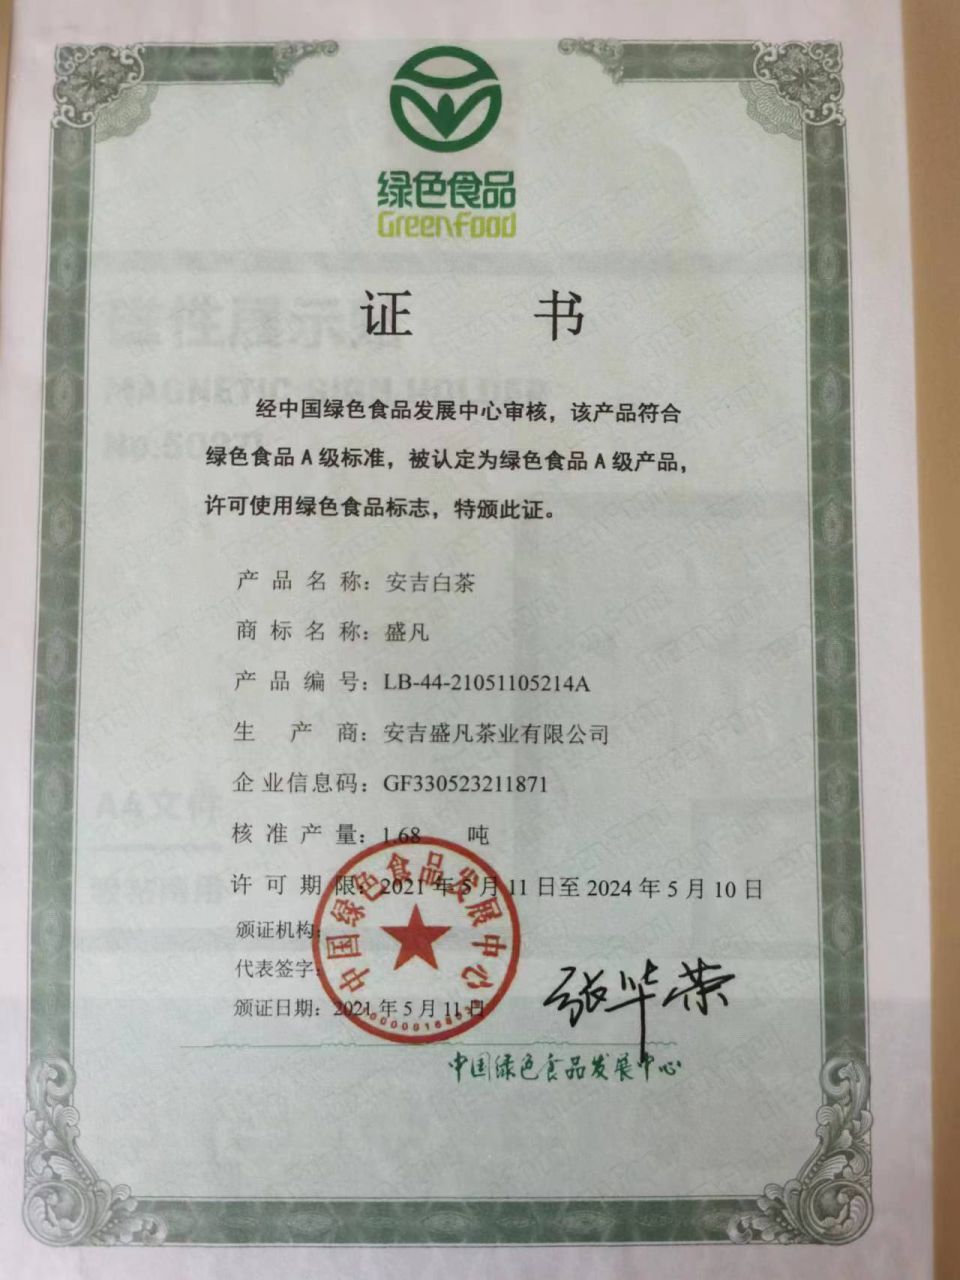 绿色食品
Greenfood
证 书
经中国绿色食品发展中心审核，该产品符合
绿色食品 A 级标准，被认定为绿色食品 A 级产品，
许可使用绿色食品标志，特颁此证。
产品名称：安吉白茶
商标名称：盛凡
产品编号：LB-44-21051105214A
生产商：安吉盛凡茶业有限公司
企业信息码：GF330523211871
核准产量：1.68 吨
许可期限：2021 年 5 月 11 日至 2024 年 5 月 10 日
颁证机构：
代表签字：
张华荣
颁证日期：2021 年 5 月 11 日
中国绿色食品发展中心
中国绿色食品发展中心